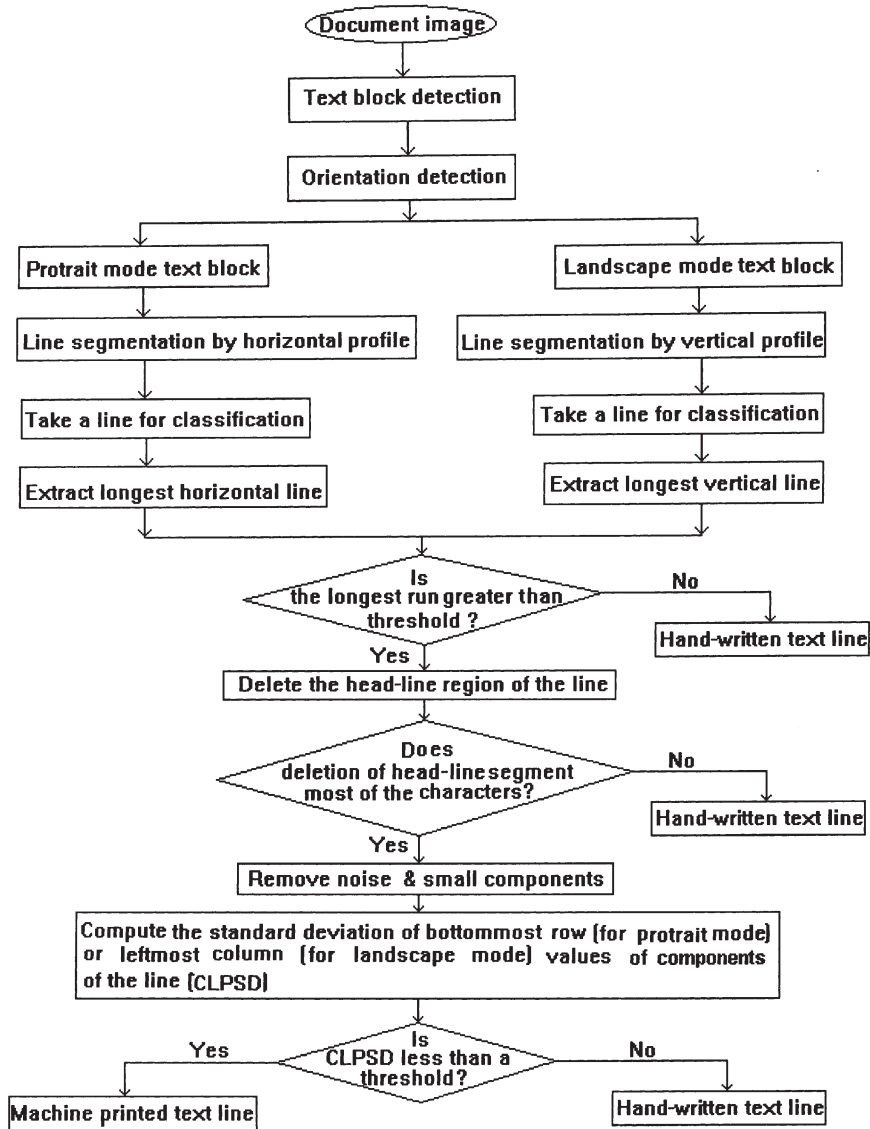 Document image
Text block detection
Orientation detection
Protrait mode text block
Landscape mode text block
Line segmentation by horizontal profile
Line segmentation by vertical profile
Take a line for classification
Take a line for classification
Extract longest horizontal line
Extract longest vertical line
Is
the longest run greater than
threshold ?
No
Hand-written text line
Yes
Delete the head-line region of the line
Does
deletion of head-line segment
most of the characters?
No
Hand-written text line
Yes
Remove noise & small components
Compute the standard deviation of bottommost row (for protrait mode)
or leftmost column (for landscape mode) values of components
of the line (CLPSD)
Is
CLPSD less than a
threshold?
Yes
No
Machine printed text line
Hand-written text line